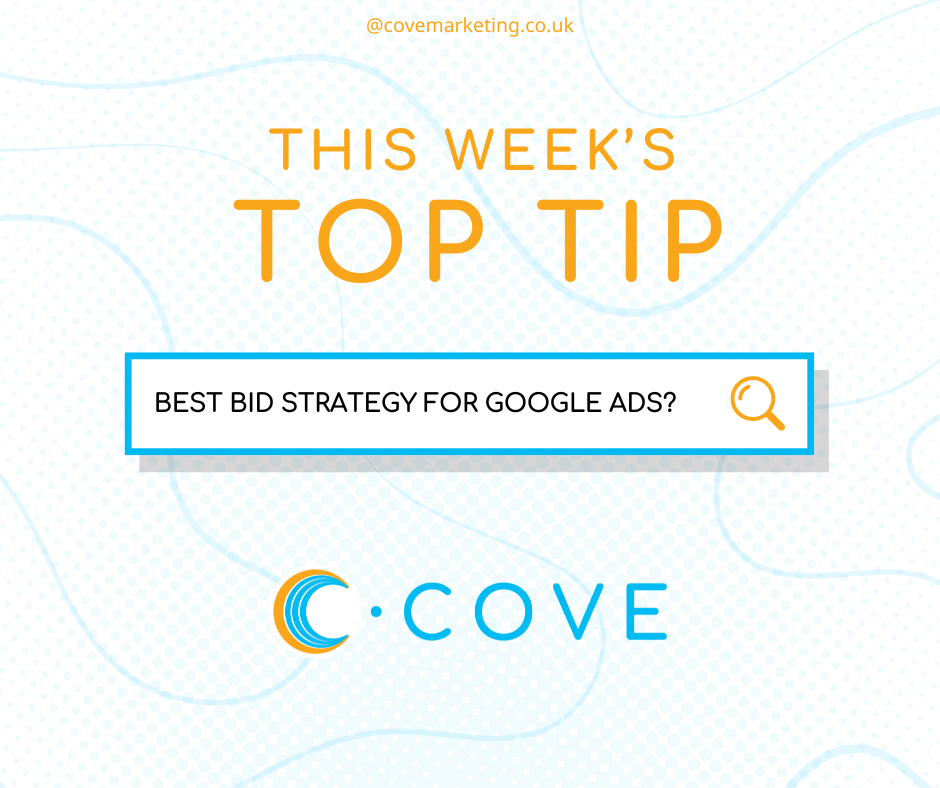 @covemarketing.co.uk
THIS WEEK’S
TOP TIP
BEST BID STRATEGY FOR GOOGLE ADS?
COVE